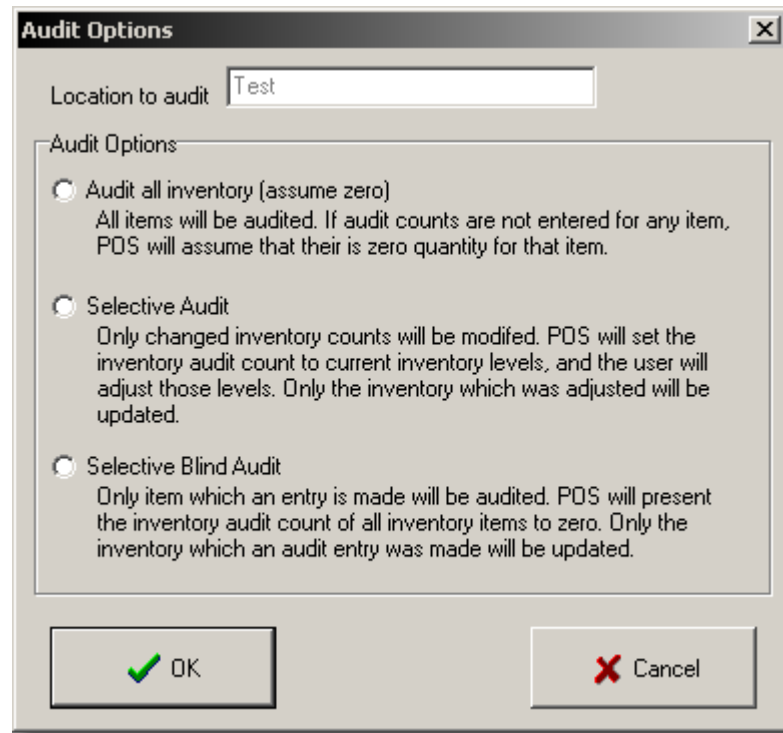 Audit Options
Location to audit Test
Audit Options
Audit all inventory (assume zero)
All items will be audited. If audit counts are not entered for any item,
POS will assume that their is zero quantity for that item.
Selective Audit
Only changed inventory counts will be modifed. POS will set the
inventory audit count to current inventory levels, and the user will
adjust those levels. Only the inventory which was adjusted will be
updated.
Selective Blind Audit
Only item which an entry is made will be audited. POS will present
the inventory audit count of all inventory items to zero. Only the
inventory which an audit entry was made will be updated.
OK
Cancel